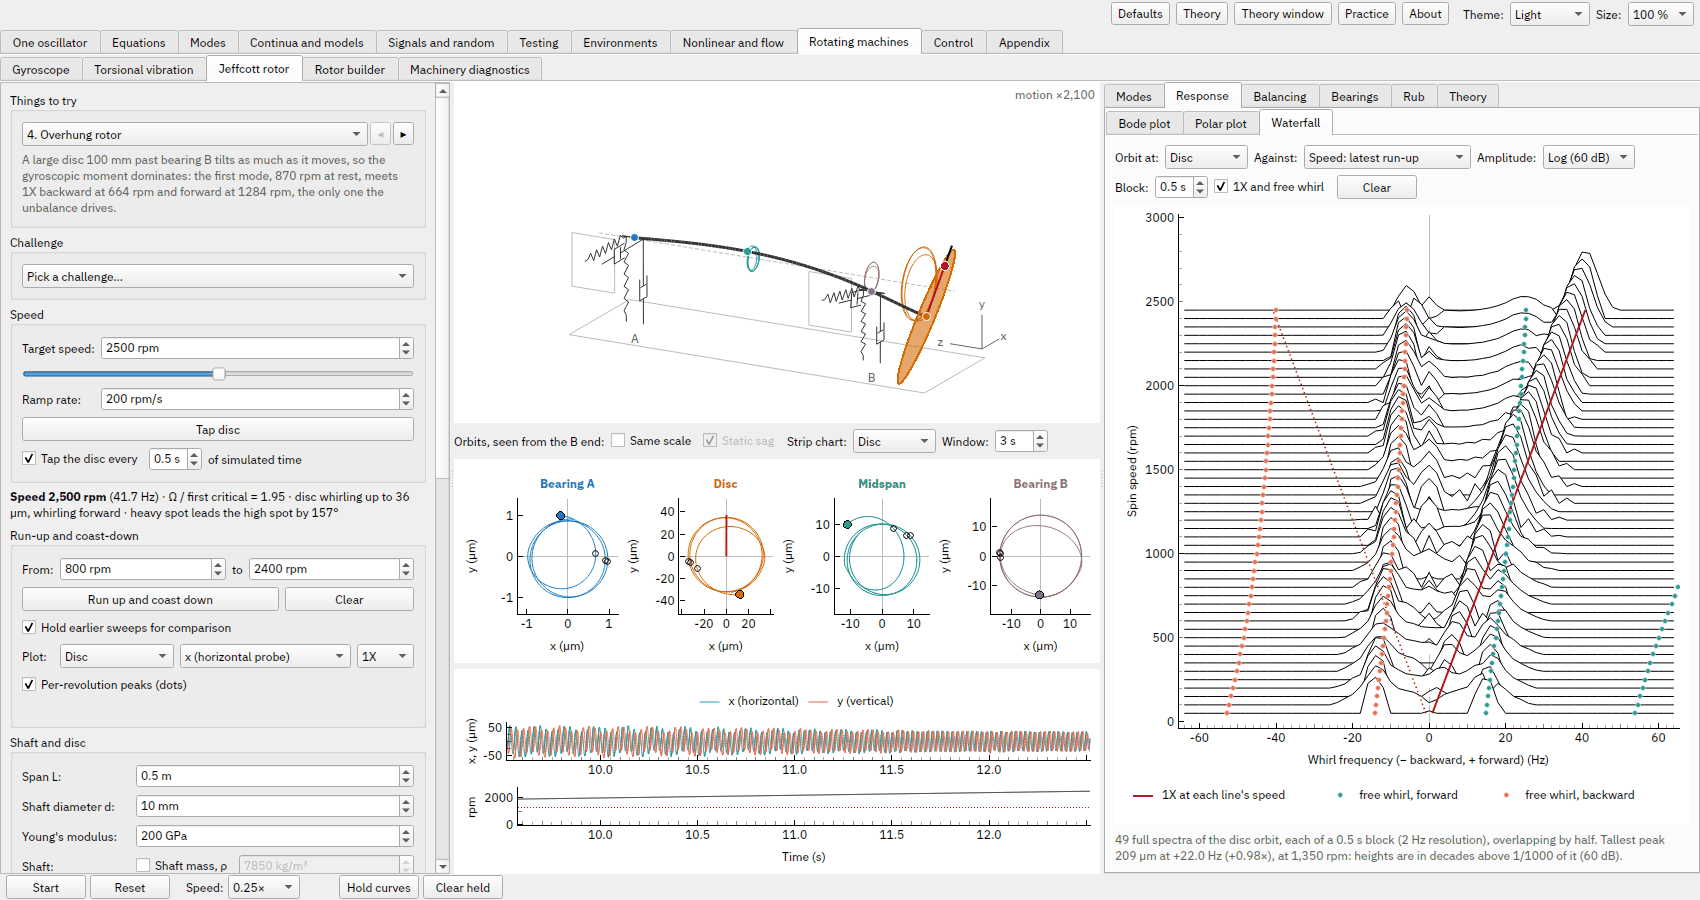 Defaults Theory Theory window Practice About Theme: Light Size: 100 %
One oscillator Equations Modes Continua and models Signals and random Testing Environments Nonlinear and flow Rotating machines Control Appendix
Gyroscope Torsional vibration Jeffcott rotor Rotor builder Machinery diagnostics
Things to try
4. Overhung rotor
A large disc 100 mm past bearing B tilts as much as it moves, so the
gyroscopic moment dominates: the first mode, 870 rpm at rest, meets
1X backward at 664 rpm and forward at 1284 rpm, the only one the
unbalance drives.
Challenge
Pick a challenge...
Speed
Target speed: 2500 rpm
Ramp rate: 200 rpm/s
Tap disc
Tap the disc every 0.5 s of simulated time
Speed 2,500 rpm (41.7 Hz) · Ω / first critical = 1.95 · disc whirling up to 36
µm, whirling forward · heavy spot leads the high spot by 157°
Run-up and coast-down
From: 800 rpm to 2400 rpm
Run up and coast down Clear
Hold earlier sweeps for comparison
Plot: Disc x (horizontal probe) 1X
Per-revolution peaks (dots)
Shaft and disc
Span L: 0.5 m
Shaft diameter d: 10 mm
Young's modulus: 200 GPa
Shaft: Shaft mass, ρ 7850 kg/m³
Start Reset Speed: 0.25× Hold curves Clear held
motion ×2,100
A
B
y
x
z
Orbits, seen from the B end: Same scale Static sag Strip chart: Disc Window: 3 s
Bearing A Disc Midspan Bearing B
y (µm) 1 0 -1
-1 0 1
x (µm)
y (µm) 40 20 0 -20 -40
-20 0 20
x (µm)
y (µm) 10 0 -10
-10 0 10
x (µm)
y (µm) 10 0 -10
-10 0 10
x (µm)
x (horizontal) y (vertical)
x, y (µm) 50 -50
10.0 10.5 11.0 11.5 12.0
rpm 2000 0
10.0 10.5 11.0 11.5 12.0
Time (s)
Modes Response Balancing Bearings Rub Theory
Bode plot Polar plot Waterfall
Orbit at: Disc Against: Speed: latest run-up Amplitude: Log (60 dB)
Block: 0.5 s 1X and free whirl Clear
Spin speed (rpm)
3000
2500
2000
1500
1000
500
0
-60 -40 -20 0 20 40 60
Whirl frequency (− backward, + forward) (Hz)
1X at each line's speed free whirl, forward free whirl, backward
49 full spectra of the disc orbit, each of a 0.5 s block (2 Hz resolution), overlapping by half. Tallest peak
209 µm at +22.0 Hz (+0.98×), at 1,350 rpm: heights are in decades above 1/1000 of it (60 dB).